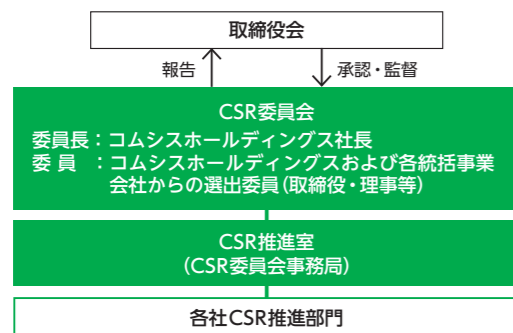 取締役会
報告
承認・監督
CSR委員会
委員長：コムシスホールディングス社長
委 員 ：コムシスホールディングスおよび各統括事業
会社からの選出委員（取締役・理事等）
CSR推進室
（CSR委員会事務局）
各社CSR推進部門